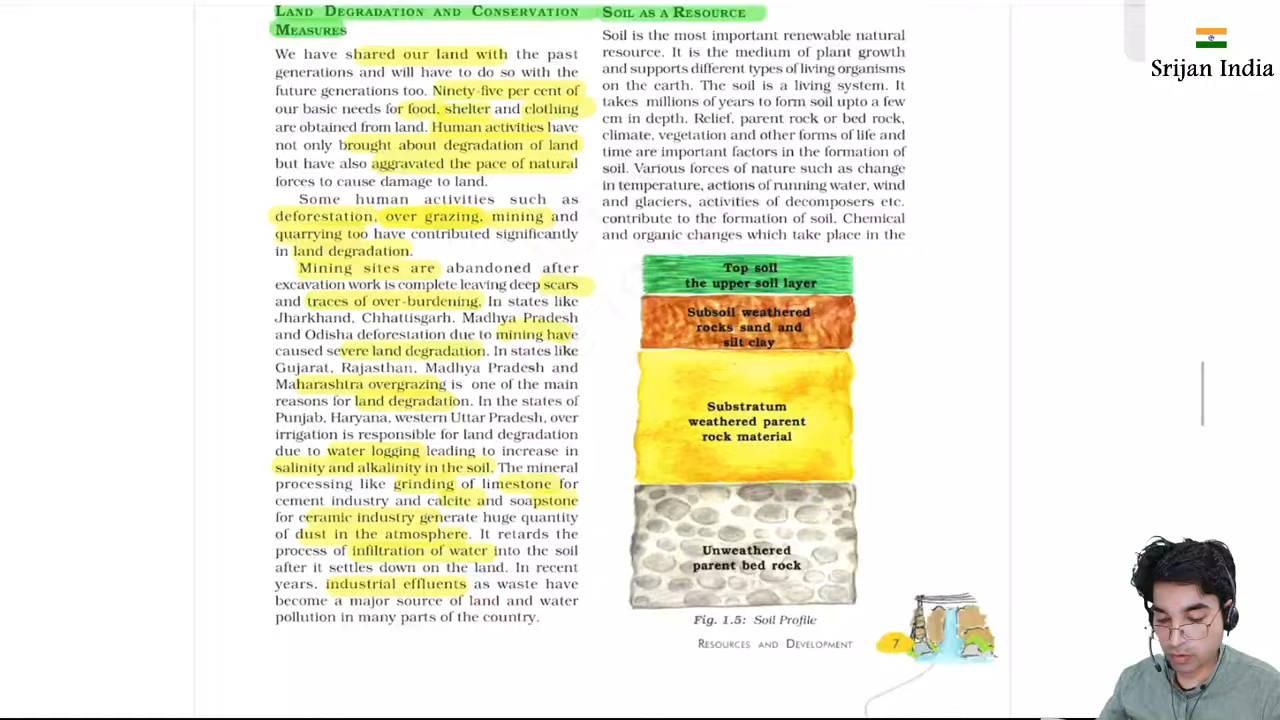 LAND DEGRADATION AND CONSERVATION
MEASURES
We have shared our land with the past
generations and will have to do so with the
future generations too. Ninety-five per cent of
our basic needs for food, shelter and clothing
are obtained from land. Human activities have
not only brought about degradation of land
but have also aggravated the pace of natural
forces to cause damage to land.
Some human activities such as
deforestation, over grazing, mining and
quarrying too have contributed significantly
in land degradation.
Mining sites are abandoned after
excavation work is complete leaving deep scars
and traces of over-burdening. In states like
Jharkhand, Chhattisgarh, Madhya Pradesh
and Odisha deforestation due to mining have
caused severe land degradation. In states like
Gujarat, Rajasthan, Madhya Pradesh and
Maharashtra overgrazing is one of the main
reasons for land degradation. In the states of
Punjab, Haryana, western Uttar Pradesh, over
irrigation is responsible for land degradation
due to water logging leading to increase in
salinity and alkalinity in the soil. The mineral
processing like grinding of limestone for
cement industry and calcite and soapstone
for ceramic industry generate huge quantity
of dust in the atmosphere. It retards the
process of infiltration of water into the soil
after it settles down on the land. In recent
years, industrial effluents as waste have
become a major source of land and water
pollution in many parts of the country.
SOIL AS A RESOURCE
Soil is the most important renewable natural
resource. It is the medium of plant growth
and supports different types of living organisms
on the earth. The soil is a living system. It
takes millions of years to form soil upto a few
cm in depth. Relief, parent rock or bed rock,
climate, vegetation and other forms of life and
time are important factors in the formation of
soil. Various forces of nature such as change
in temperature, actions of running water, wind
and glaciers, activities of decomposers etc.
contribute to the formation of soil. Chemical
and organic changes which take place in the
Top soil
the upper soil layer
Subsoil weathered
rocks sand and
silt clay
Substratum
weathered parent
rock material
Unweathered
parent bed rock
Fig. 1.5: Soil Profile
RESOURCES AND DEVELOPMENT 7
Srijan India